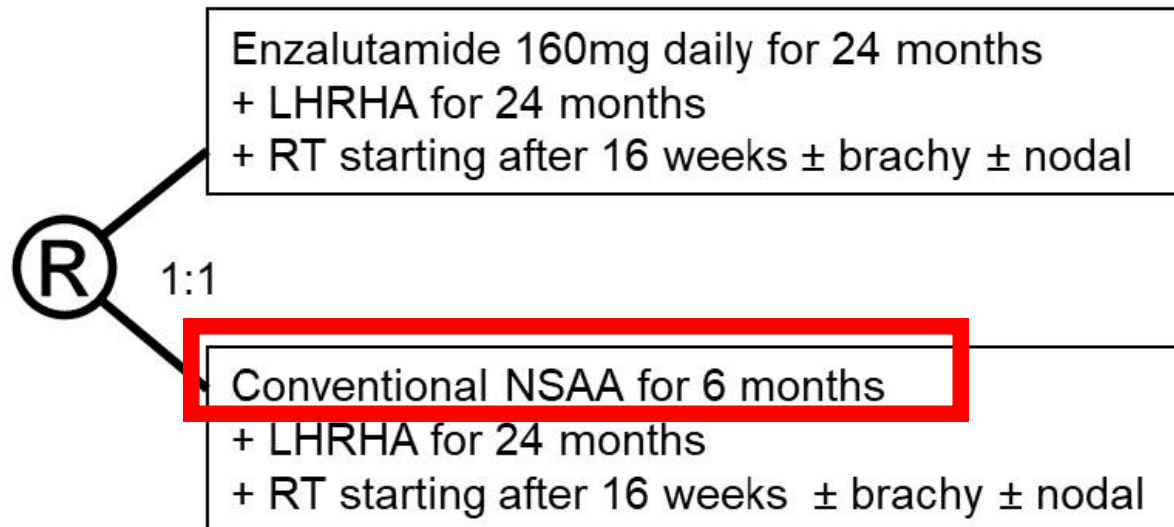 Enzalutamide 160mg daily for 24 months
+ LHRHA for 24 months
+ RT starting after 16 weeks ± brachy ± nodal
R
1:1
Conventional NSAA for 6 months
+ LHRHA for 24 months
+ RT starting after 16 weeks ± brachy ± nodal